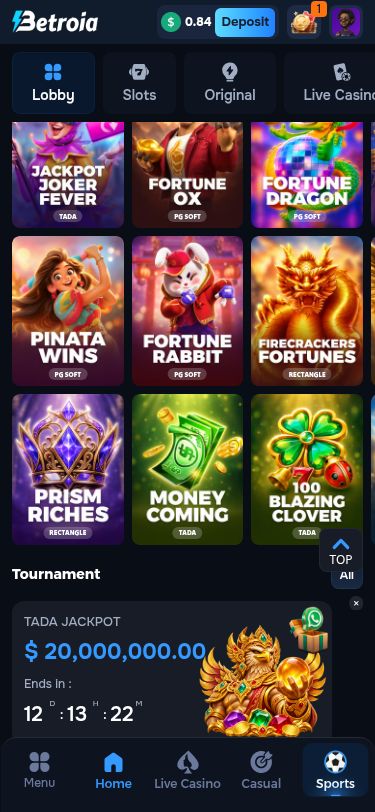 Betroia
$ 0.84 Deposit
1
Lobby
Slots
Original
Live Casino
JACKPOT
JOKER
FEVER
TADA
FORTUNE
OX
PG SOFT
FORTUNE
DRAGON
PG SOFT
PINATA
WINS
PG SOFT
FORTUNE
RABBIT
PG SOFT
FIRECRACKERS
FORTUNES
RECTANGLE
PRISM
RICHES
RECTANGLE
MONEY
COMING
TADA
100
BLAZING
CLOVER
TADA
TOP
Tournament
All
TADA JACKPOT
$ 20,000,000.00
Ends in :
12 D : 13 H : 22 M
Menu
Home
Live Casino
Casual
Sports